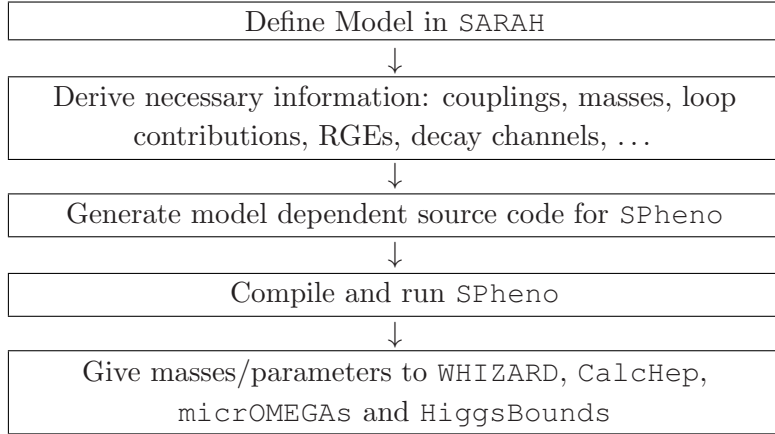 Define Model in SARAH
↓
Derive necessary information: couplings, masses, loop
contributions, RGEs, decay channels, ...
↓
Generate model dependent source code for SPheno
↓
Compile and run SPheno
↓
Give masses/parameters to WHIZARD, CalcHep,
micrOMEGAs and HiggsBounds